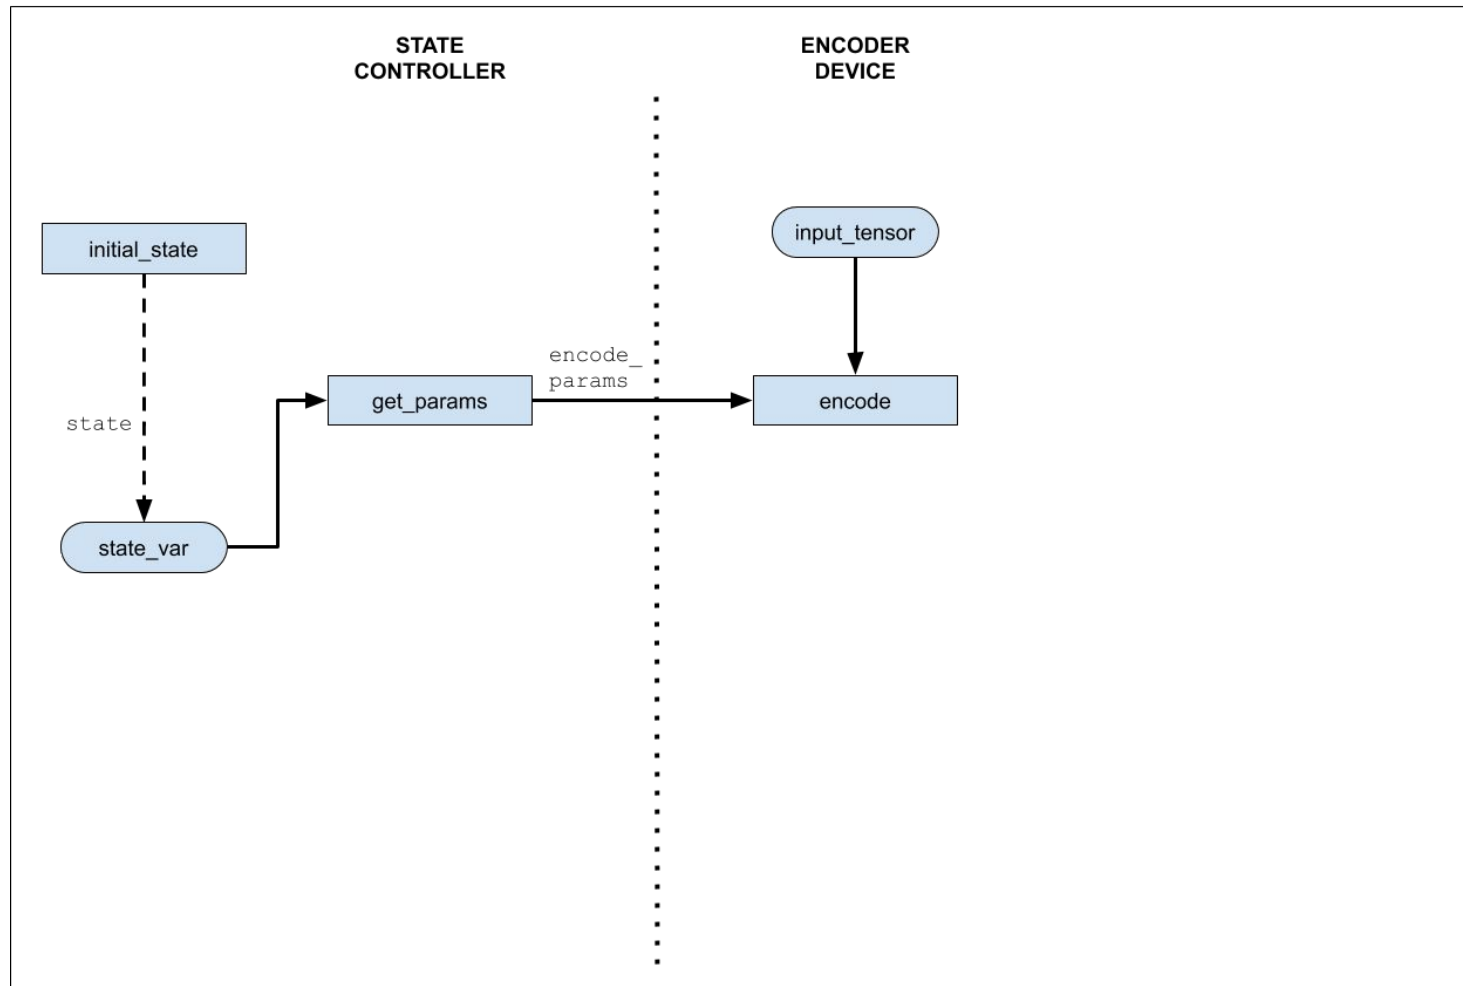 STATE
CONTROLLER
ENCODER
DEVICE
initial_state
input_tensor
encode_
params
get_params
encode
state
state_var